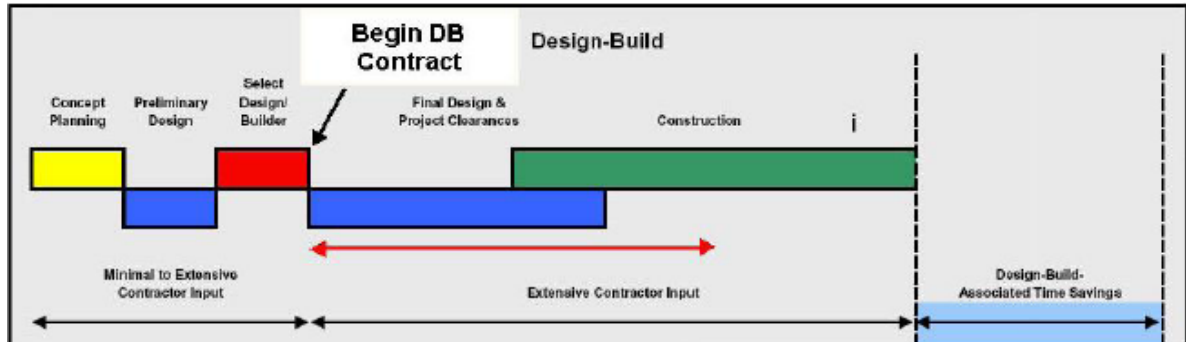 Begin DB
Contract
Design-Build
Concept
Planning
Preliminary
Design
Select
Design/
Builder
Final Design &
Project Clearances
Construction
i
Minimal to Extensive
Contractor Input
Extensive Contractor Input
Design-Build-
Associated Time Savings